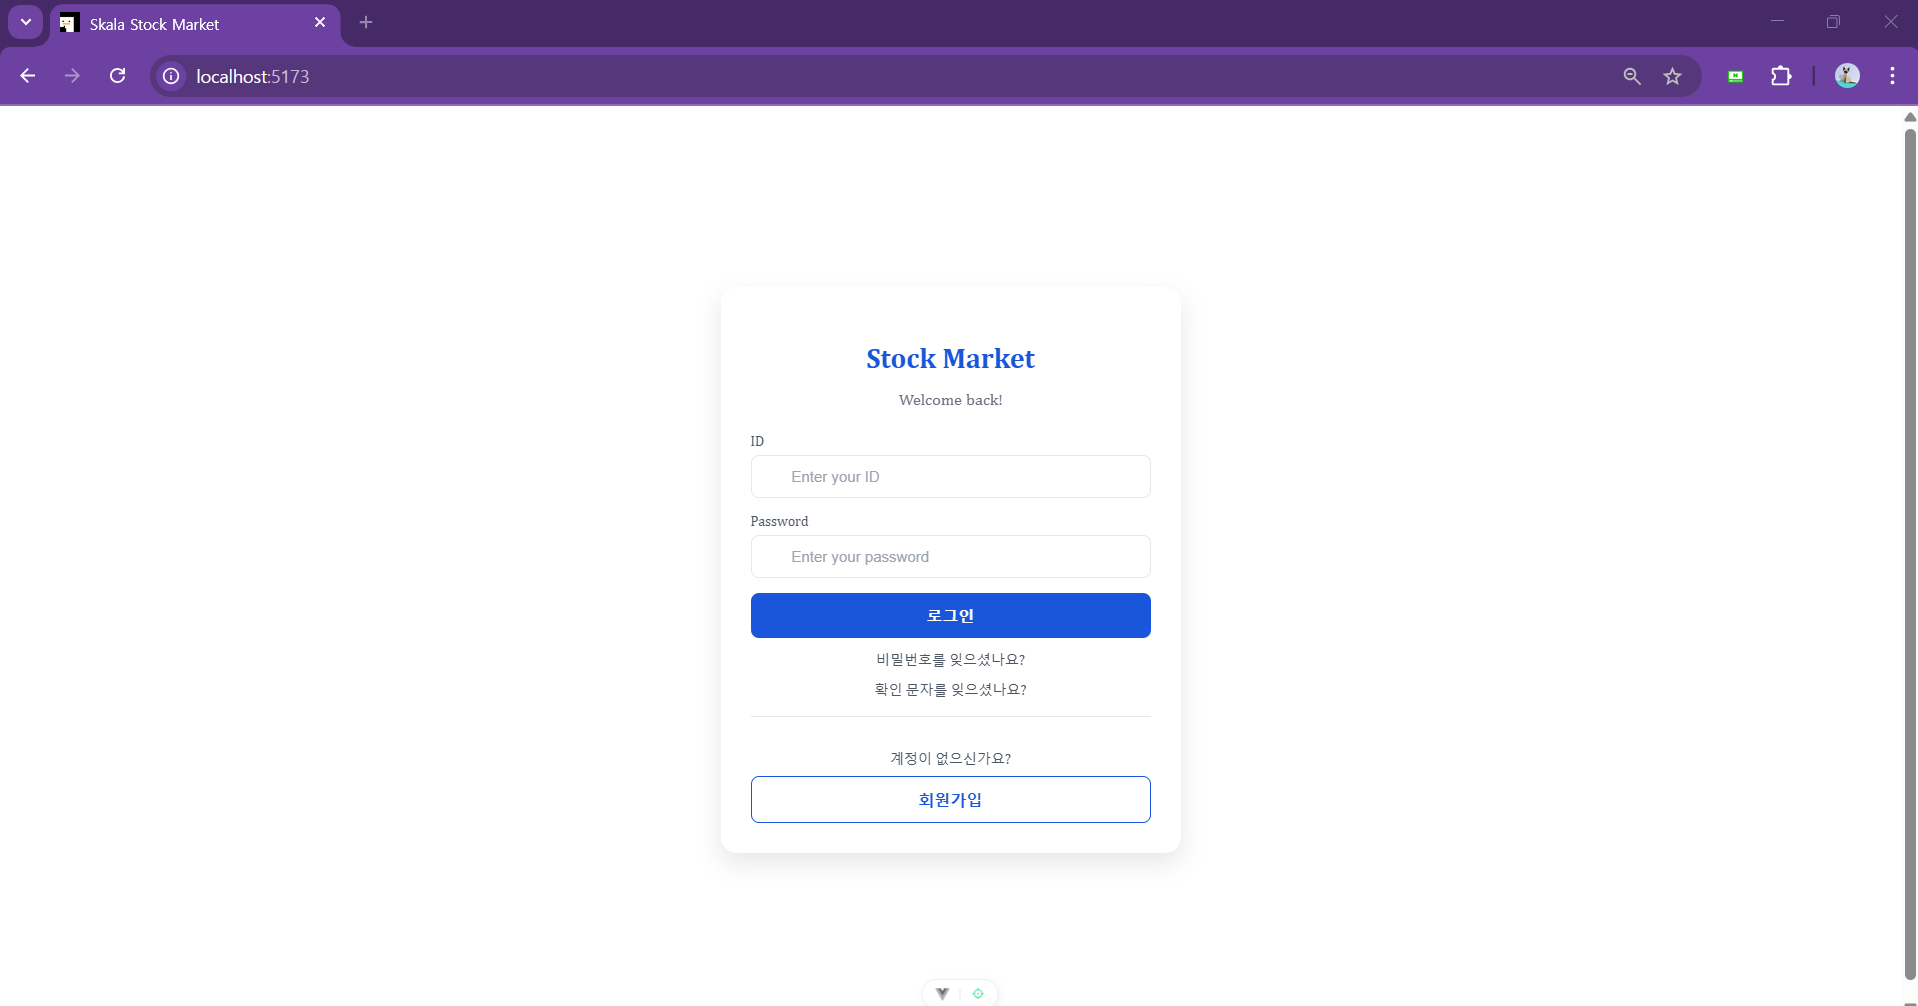 Skala Stock Market
localhost:5173
Stock Market
Welcome back!
ID
Enter your ID
Password
Enter your password
로그인
비밀번호를 잊으셨나요?
확인 문자를 잊으셨나요?
계정이 없으신가요?
회원가입